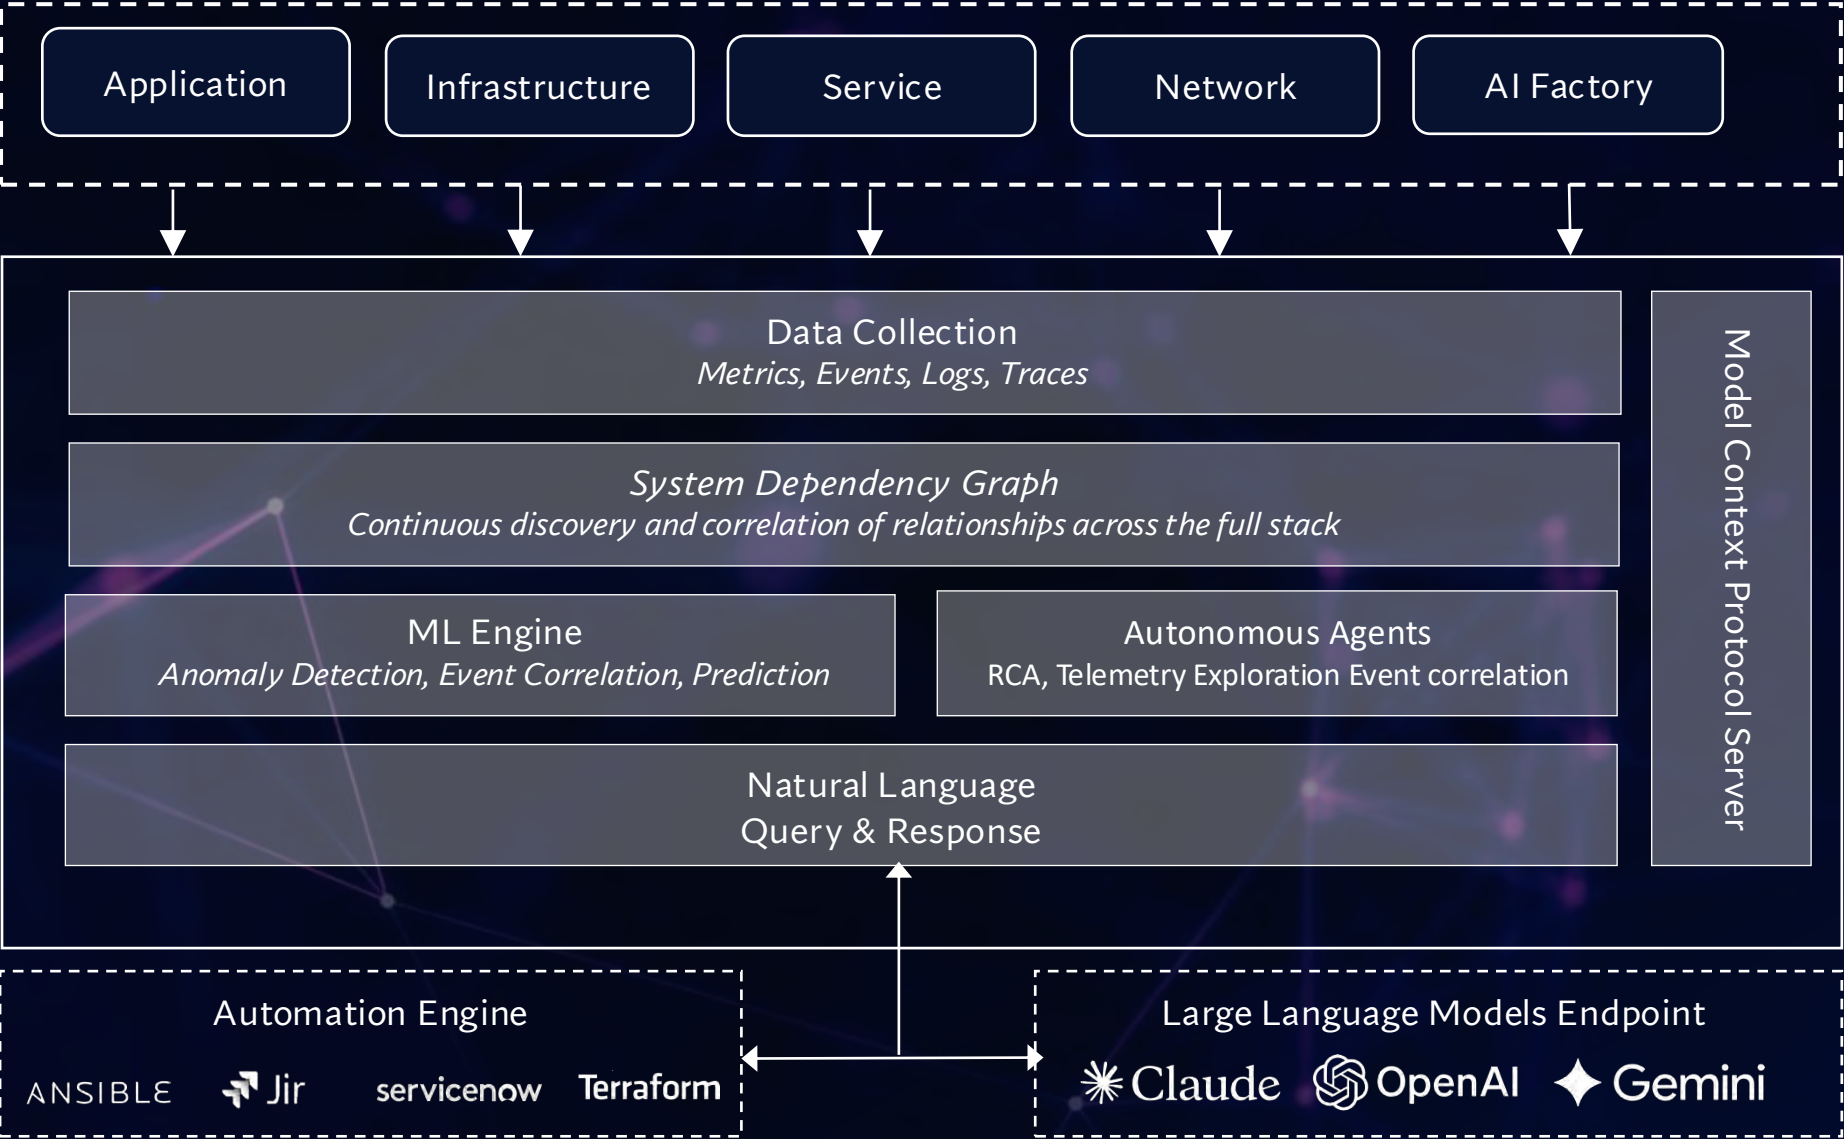 Application
Infrastructure
Service
Network
AI Factory
Data Collection
Metrics, Events, Logs, Traces
System Dependency Graph
Continuous discovery and correlation of relationships across the full stack
ML Engine
Anomaly Detection, Event Correlation, Prediction
Autonomous Agents
RCA, Telemetry Exploration Event correlation
Natural Language
Query & Response
Model Context Protocol Server
Automation Engine
ANSIBLE
Jir
servicenow
Terraform
Large Language Models Endpoint
Claude
OpenAI
Gemini